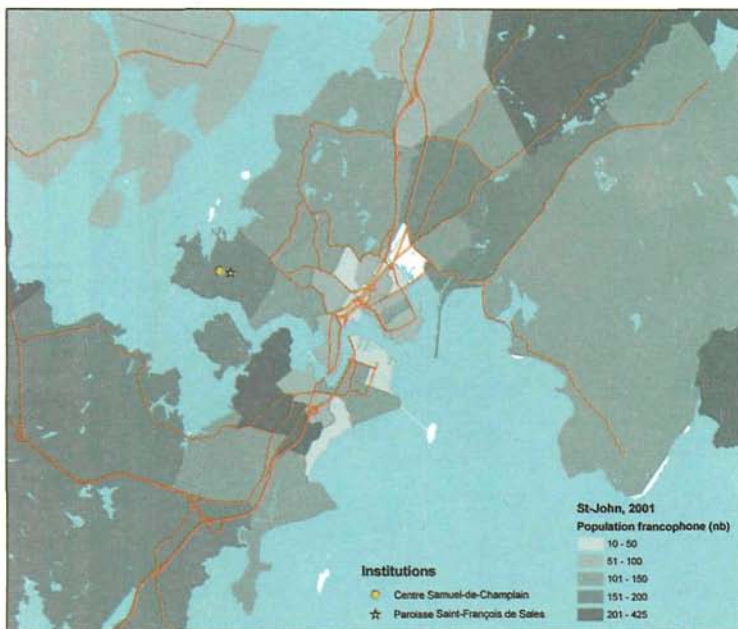 St-John, 2001
Population francophone (nb)
10 - 50
51 - 100
101 - 150
151 - 200
201 - 425
Institutions
Centre Samuel-de-Champlain
Paroisse Saint-François de Sales